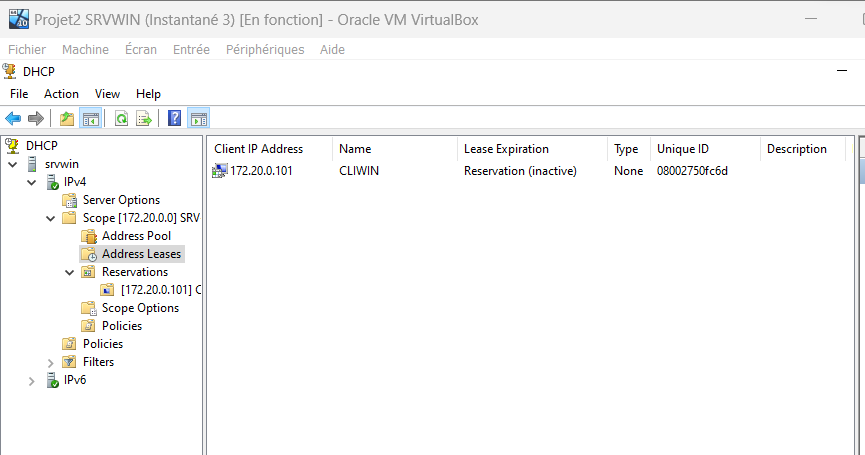 Projet2 SRVWIN (Instantané 3) [En fonction] - Oracle VM VirtualBox
Fichier Machine Écran Entrée Périphériques Aide
DHCP
File Action View Help
DHCP
srvwin
IPv4
Server Options
Scope [172.20.0.0] SRV
Address Pool
Address Leases
Reservations
[172.20.0.101] C
Scope Options
Policies
Policies
Filters
IPv6
Client IP Address Name Lease Expiration Type Unique ID Description
172.20.0.101 CLIWIN Reservation (inactive) None 08002750fc6d